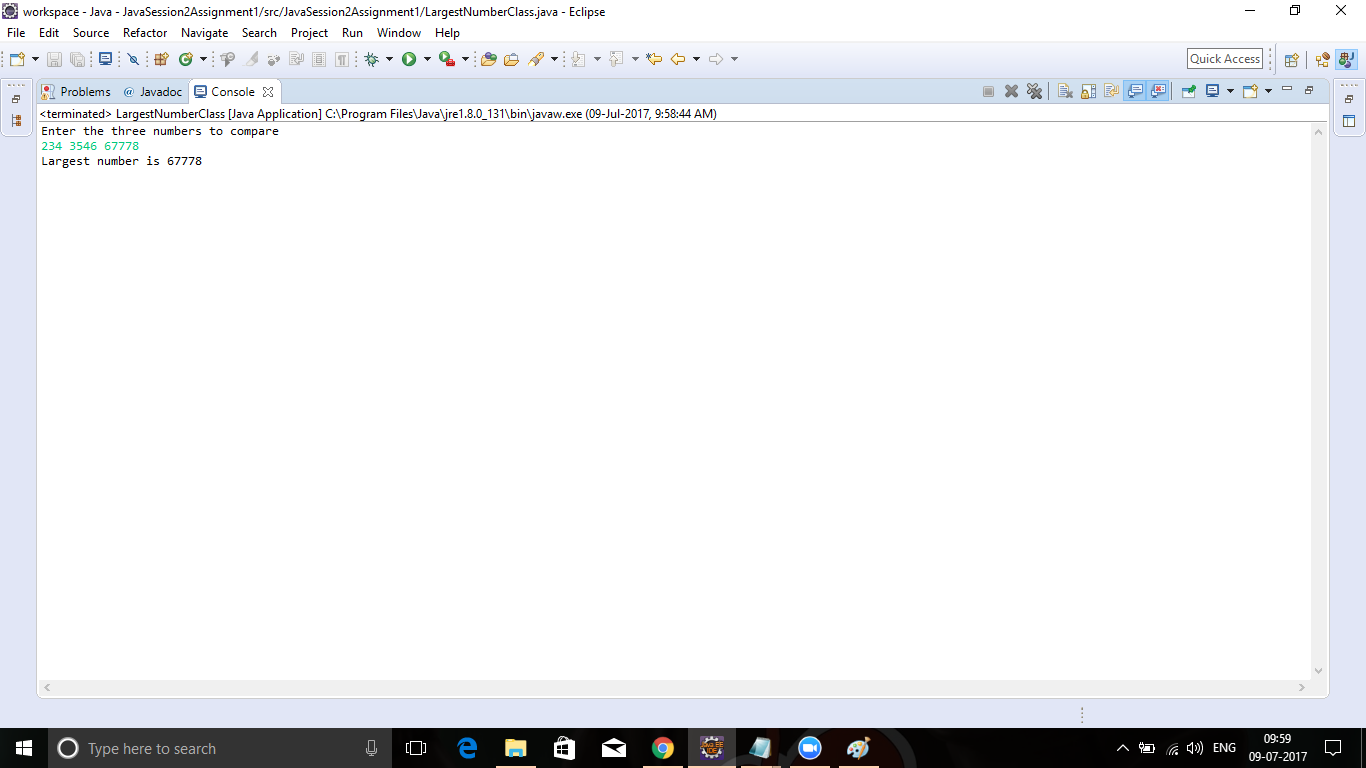 workspace - Java - JavaSession2Assignment1/src/JavaSession2Assignment1/LargestNumberClass.java - Eclipse
File Edit Source Refactor Navigate Search Project Run Window Help
Quick Access
Problems @ Javadoc Console
<terminated> LargestNumberClass [Java Application] C:\Program Files\Java\jre1.8.0_131\bin\javaw.exe (09-Jul-2017, 9:58:44 AM)
Enter the three numbers to compare
234 3546 67778
Largest number is 67778
Type here to search
ENG
09:59
09-07-2017